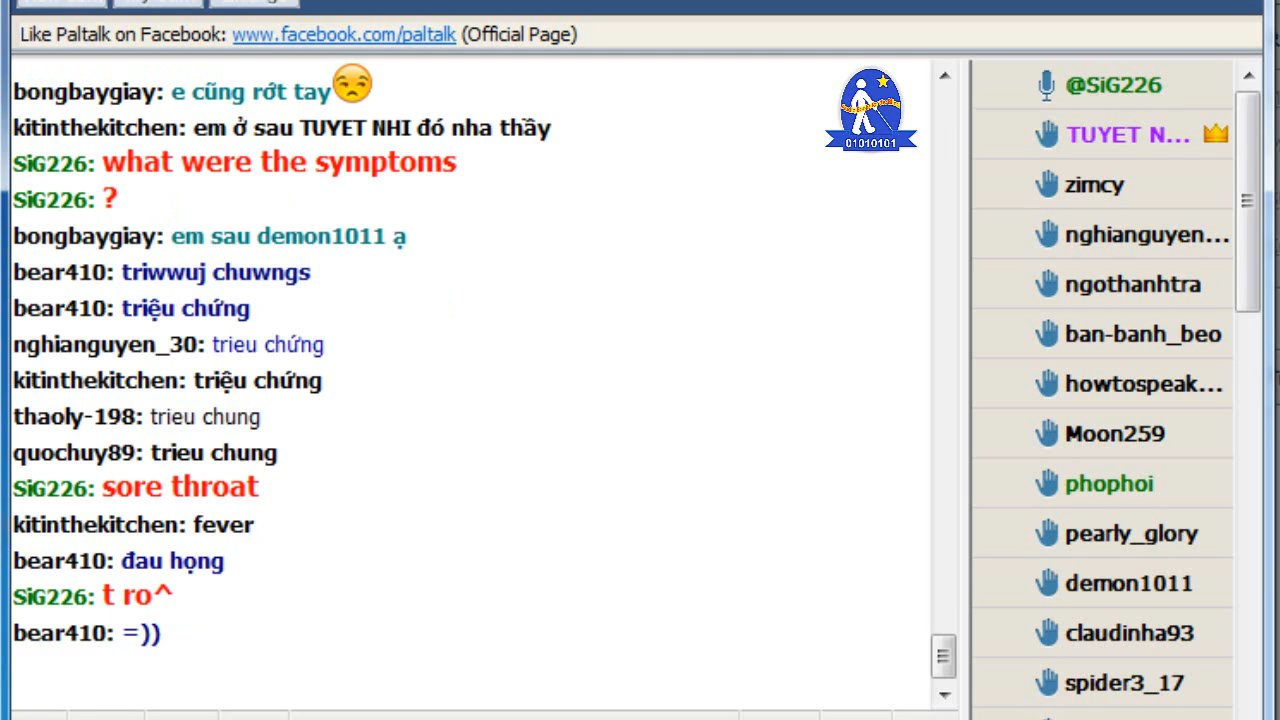 Like Paltalk on Facebook: www.facebook.com/paltalk (Official Page)
bongbaygiay: e cũng rớt tay
kitinthekitchen: em ở sau TUYET NHI đó nha thầy
SiG226: what were the symptoms
SiG226: ?
bongbaygiay: em sau demon1011 ạ
bear410: triwwuj chuwngs
bear410: triệu chứng
nghianguyen_30: trieu chứng
kitinthekitchen: triệu chứng
thaoly-198: trieu chung
quochuy89: trieu chung
SiG226: sore throat
kitinthekitchen: fever
bear410: đau họng
SiG226: t ro^
bear410: =))
01010101
@SiG226
TUYET N...
zimcy
nghianguyen...
ngothanhtra
ban-banh_beo
howtospeak...
Moon259
phophoi
pearly_glory
demon1011
claudinha93
spider3_17